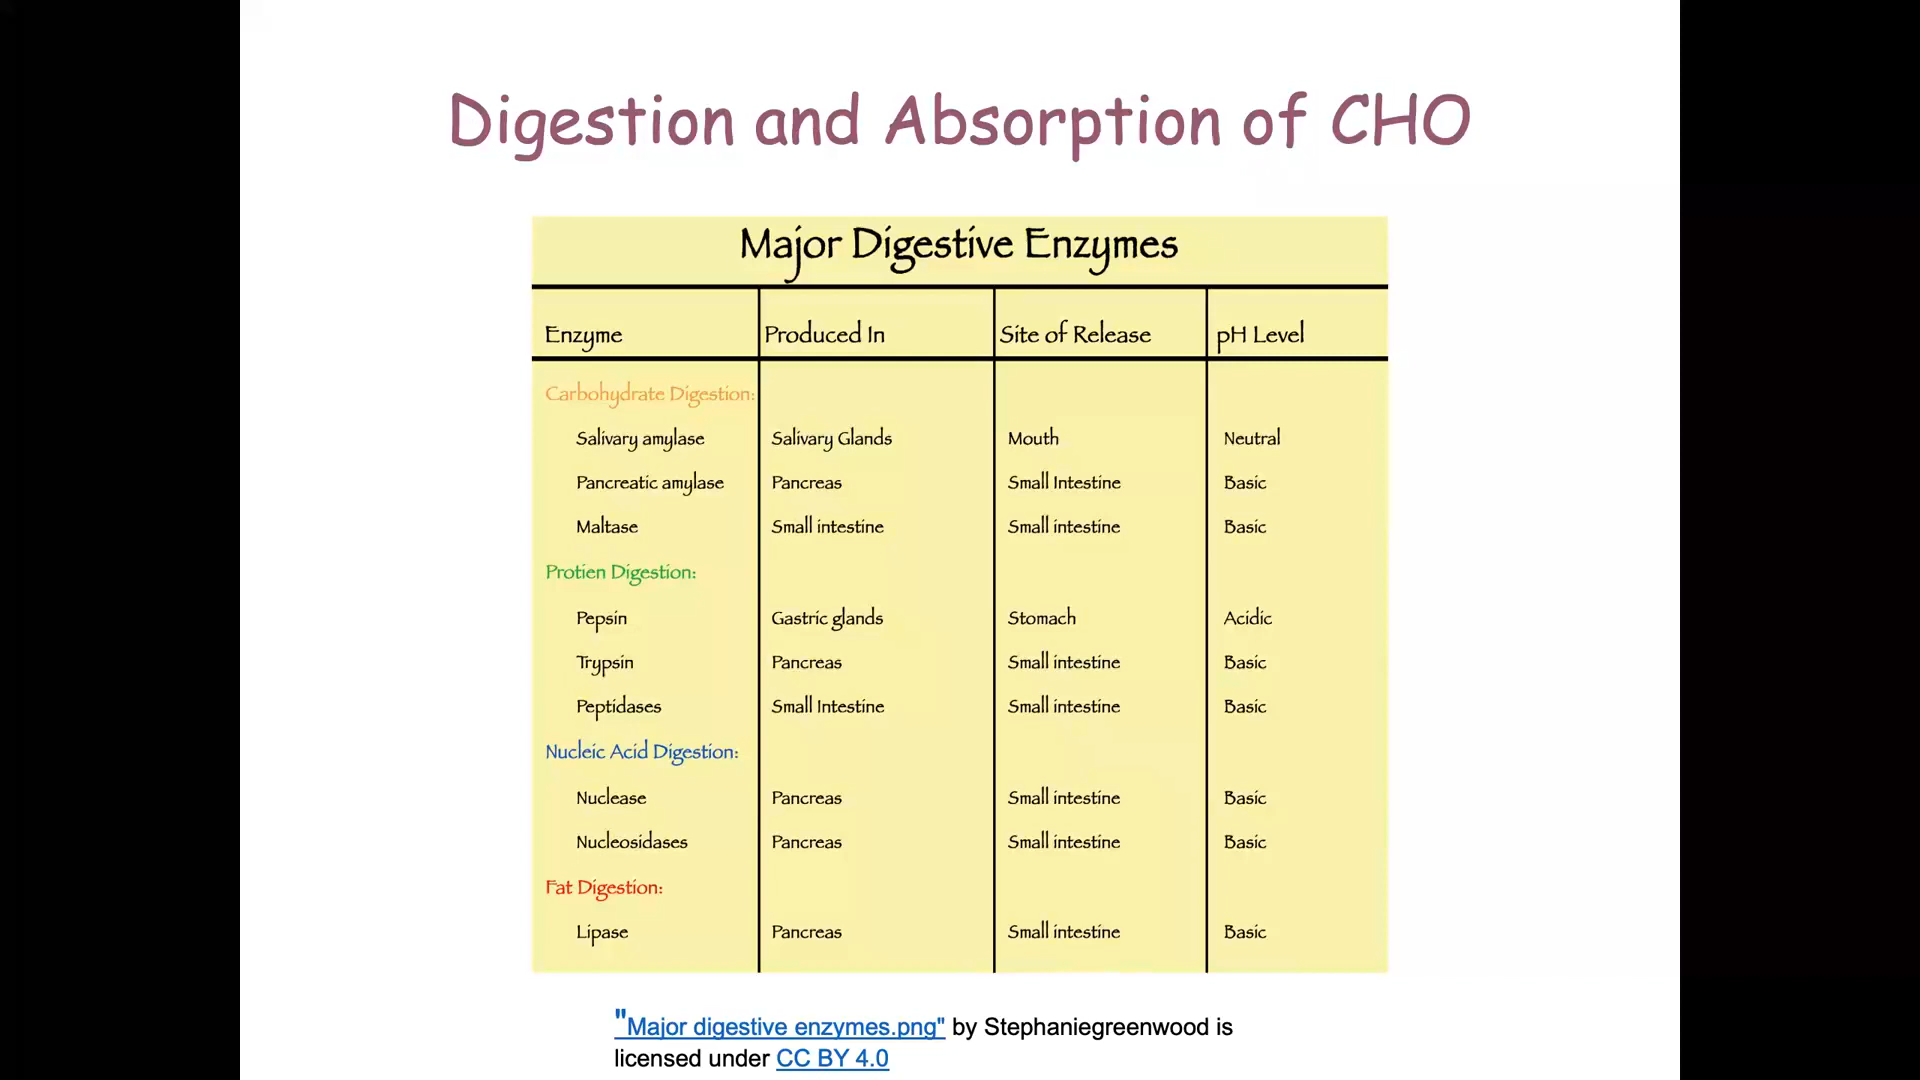 Digestion and Absorption of CHO
Major Digestive Enzymes
Enzyme Produced In Site of Release pH Level
Carbohydrate Digestion:
Salivary amylase Salivary Glands Mouth Neutral
Pancreatic amylase Pancreas Small Intestine Basic
Maltase Small intestine Small intestine Basic
Protien Digestion:
Pepsin Gastric glands Stomach Acidic
Trypsin Pancreas Small intestine Basic
Peptidases Small Intestine Small intestine Basic
Nucleic Acid Digestion:
Nuclease Pancreas Small intestine Basic
Nucleosidases Pancreas Small intestine Basic
Fat Digestion:
Lipase Pancreas Small intestine Basic
"Major digestive enzymes.png" by Stephaniegreenwood is
licensed under CC BY 4.0